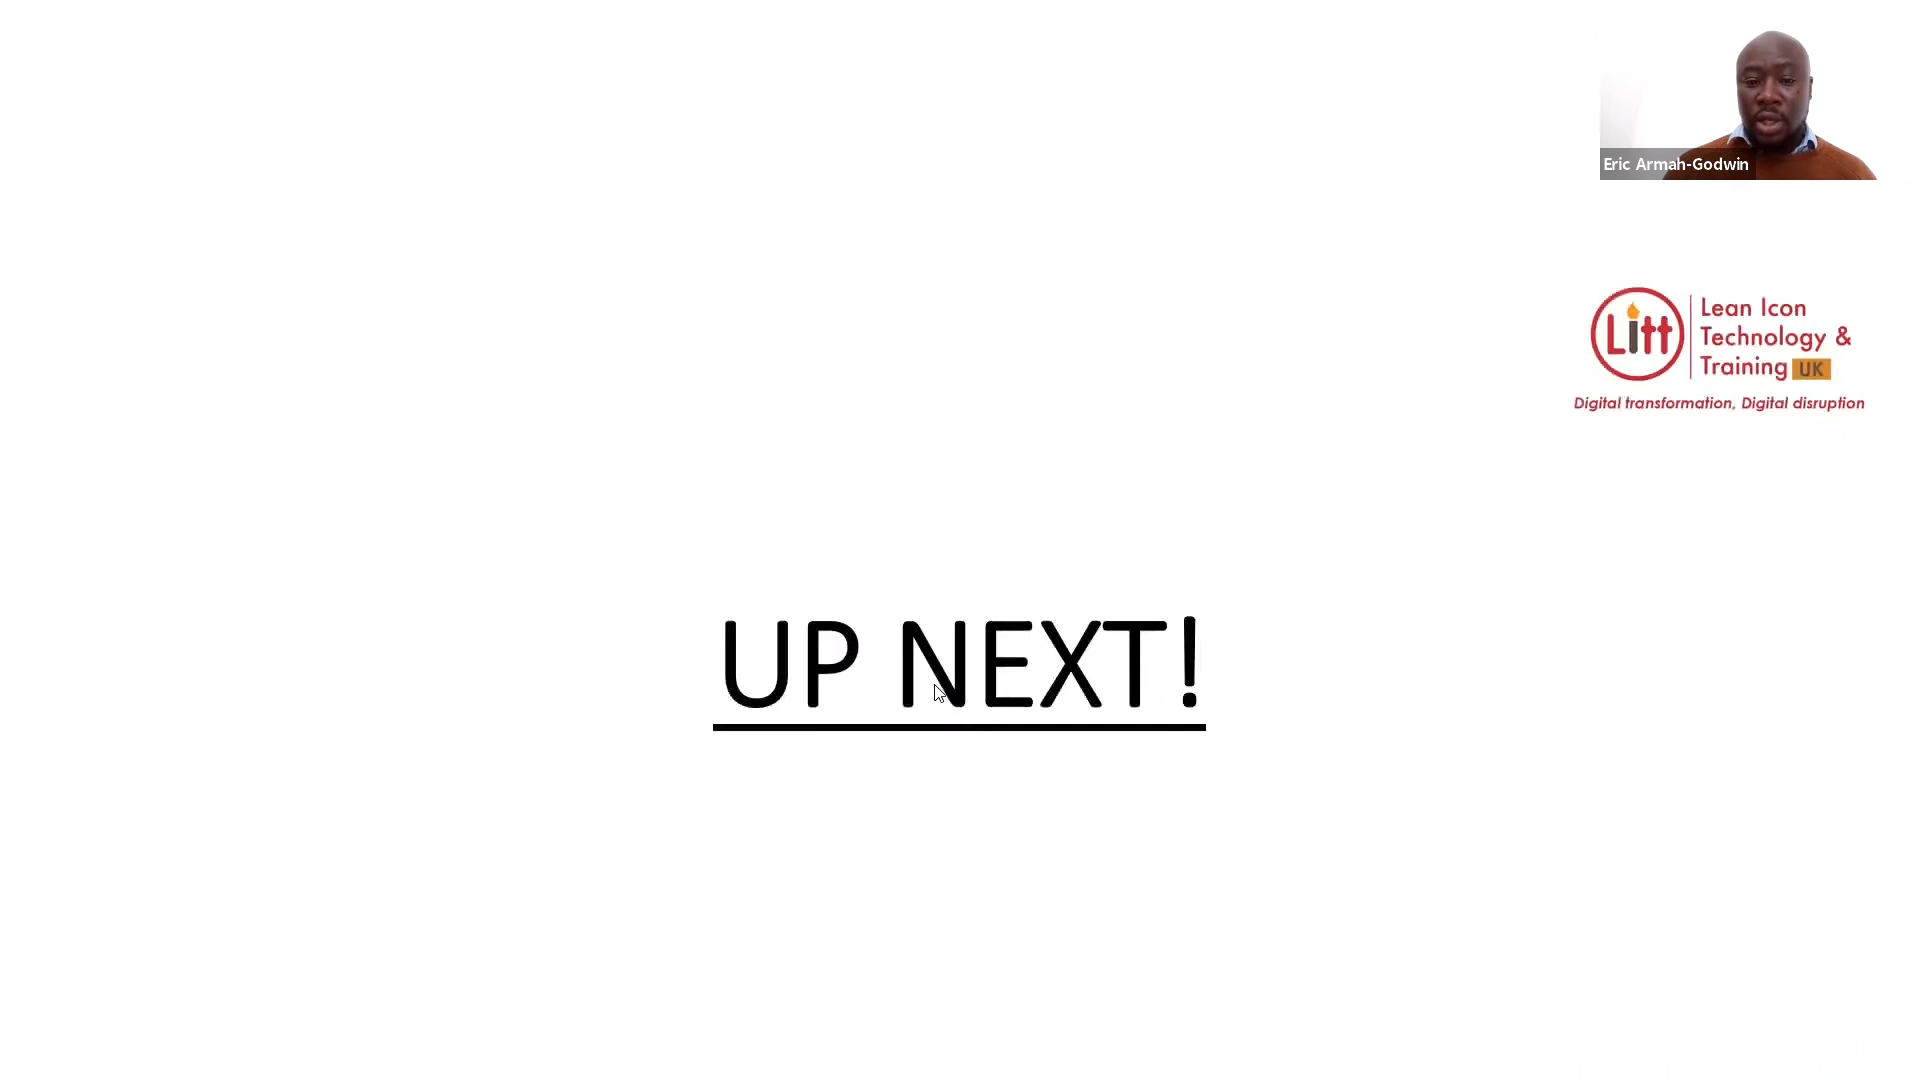 Eric Armah-Godwin
Litt
Lean Icon
Technology &
Training UK
Digital transformation, Digital disruption
UP NEXT!